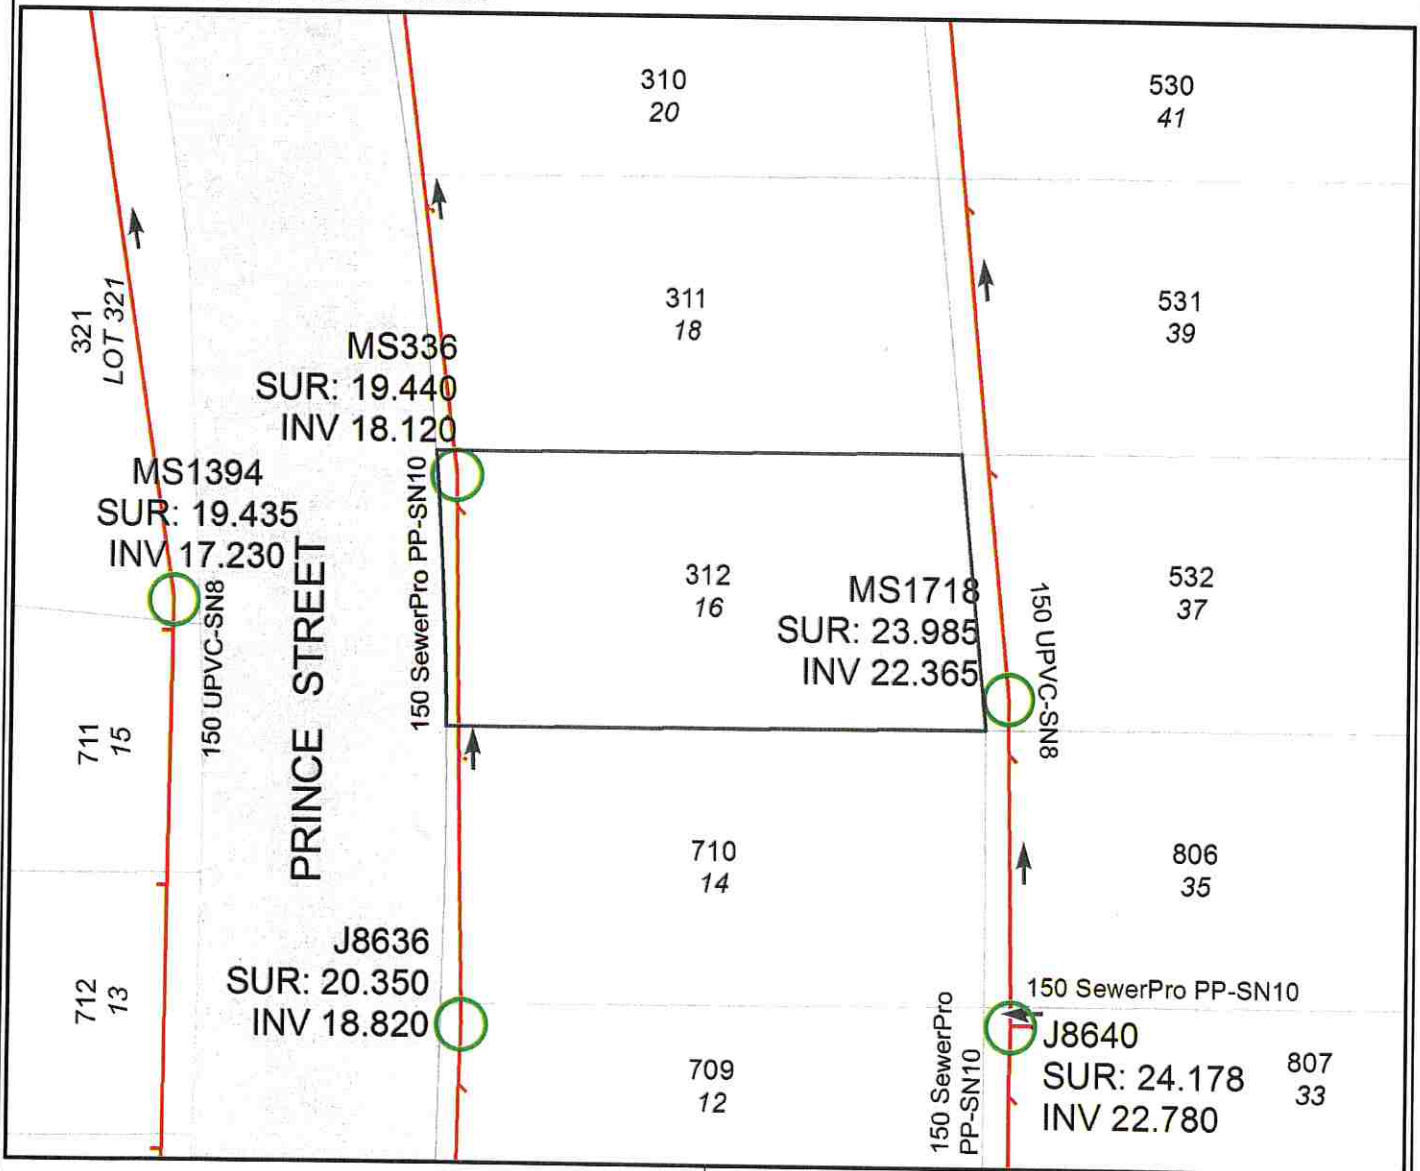 310
20
530
41
321
LOT 321
311
18
531
39
MS336
SUR: 19.440
INV 18.120
MS1394
SUR: 19.435
INV 17.230
150 UPVC-SN8
PRINCE STREET
150 SewerPro PP-SN10
312
16
MS1718
SUR: 23.985
INV 22.365
150 UPVC-SN8
532
37
711
15
710
14
806
35
712
13
J8636
SUR: 20.350
INV 18.820
709
12
150 SewerPro
PP-SN10
150 SewerPro PP-SN10
J8640
SUR: 24.178
INV 22.780
807
33